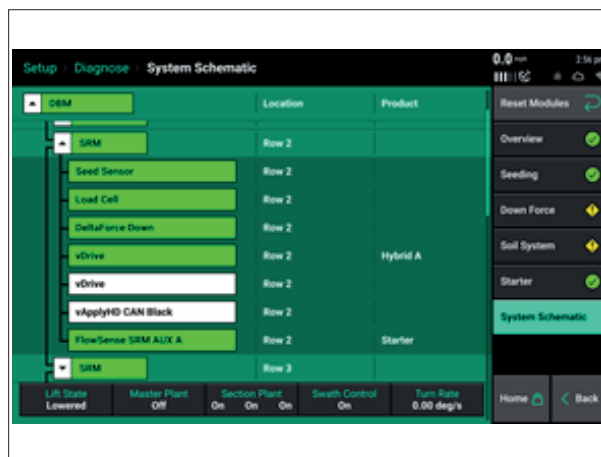 Setup Diagnose System Schematic
0.0 mph 2:56 pm
DBM Location Product
SRM Row 2
Seed Sensor Row 2
Load Cell Row 2
DeltaForce Down Row 2
vDrive Row 2 Hybrid A
vDrive Row 2
vApplyHD CAN Black Row 2
FlowSense SRM AUX A Row 2 Starter
SRM Row 3
Lift State Master Plant Section Plant Swath Control Turn Rate
Lowered Off On On On On 0.00 deg/s
Reset Modules
Overview
Seeding
Down Force
Soil System
Starter
System Schematic
Home Back